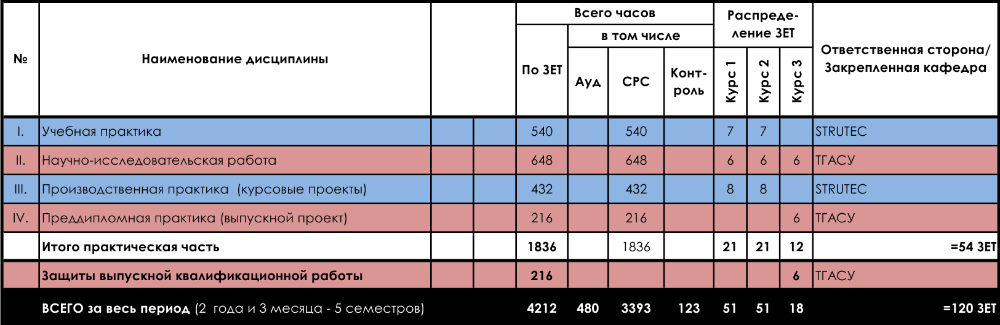 № Наименование дисциплины Всего часов Распреде-
ление ЗЕТ Ответственная сторона/
Закрепленная кафедра
в том числе
По ЗЕТ Ауд СРС Конт-
роль Курс 1 Курс 2 Курс 3
I. Учебная практика 540 540 7 7 STRUTEC
II. Научно-исследовательская работа 648 648 6 6 6 ТГАСУ
III. Производственная практика (курсовые проекты) 432 432 8 8 STRUTEC
IV. Преддипломная практика (выпускной проект) 216 216 6 ТГАСУ
Итого практическая часть 1836 1836 21 21 12 =54 ЗЕТ
Защиты выпускной квалификационной работы 216 6 ТГАСУ
ВСЕГО за весь период (2 года и 3 месяца - 5 семестров) 4212 480 3393 123 51 51 18 =120 ЗЕТ